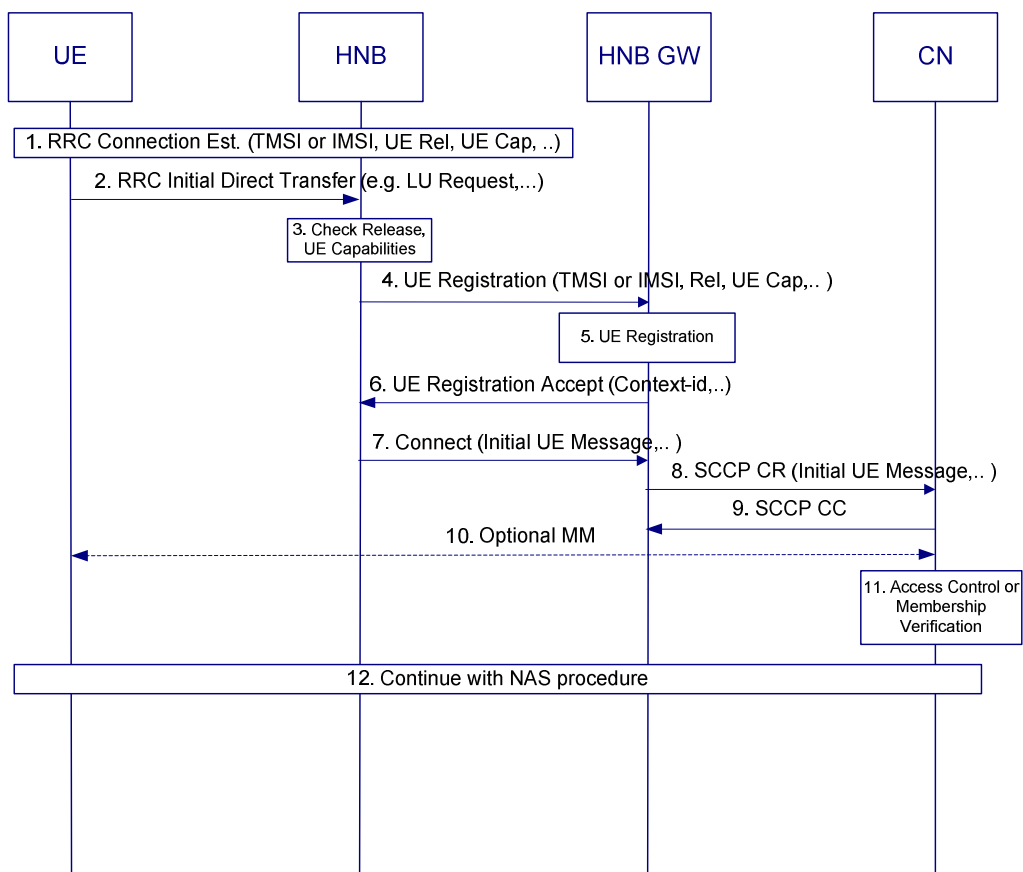 UE
HNB
HNB GW
CN
1. RRC Connection Est. (TMSI or IMSI, UE Rel, UE Cap, ..)
2. RRC Initial Direct Transfer (e.g. LU Request,...)
3. Check Release,
UE Capabilities
4. UE Registration (TMSI or IMSI, Rel, UE Cap,.. )
5. UE Registration
6. UE Registration Accept (Context-id,..)
7. Connect (Initial UE Message,.. )
8. SCCP CR (Initial UE Message,.. )
9. SCCP CC
10. Optional MM
11. Access Control or
Membership
Verification
12. Continue with NAS procedure